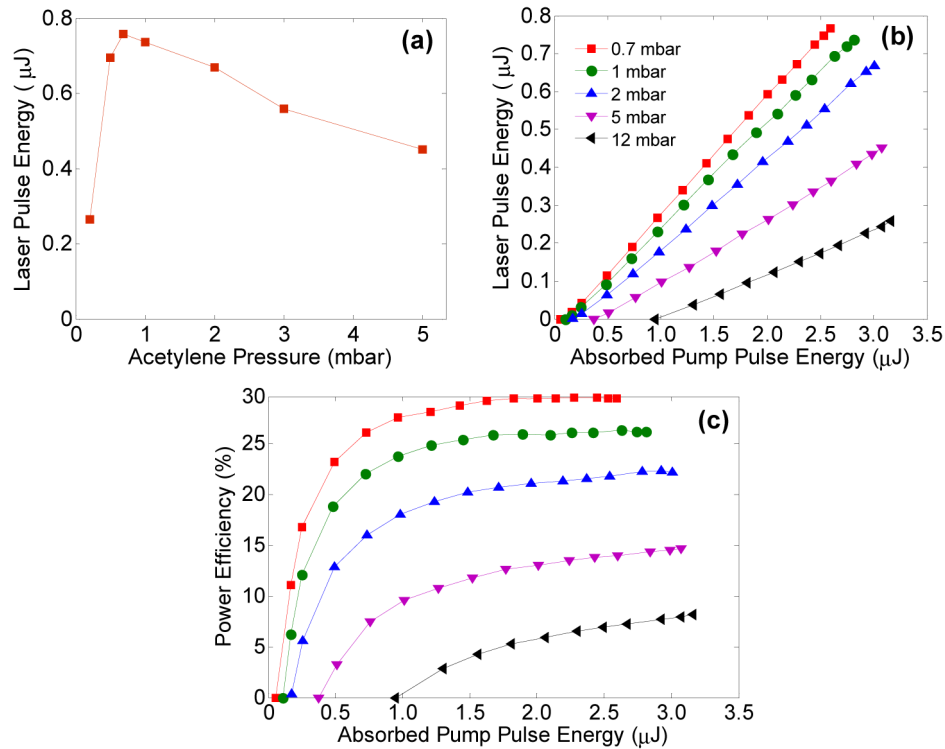 (a)
Laser Pulse Energy ( μJ)
0.8
0.6
0.4
0.2
0
0 1 2 3 4 5
Acetylene Pressure (mbar)
(b)
0.7 mbar
1 mbar
2 mbar
5 mbar
12 mbar
Laser Pulse Energy (μJ)
0.8
0.7
0.6
0.5
0.4
0.3
0.2
0.1
0
0 0.5 1.0 1.5 2.0 2.5 3.0 3.5
Absorbed Pump Pulse Energy (μJ)
(c)
Power Efficiency (%)
30
25
20
15
10
5
0
0 0.5 1.0 1.5 2.0 2.5 3.0 3.5
Absorbed Pump Pulse Energy (μJ)